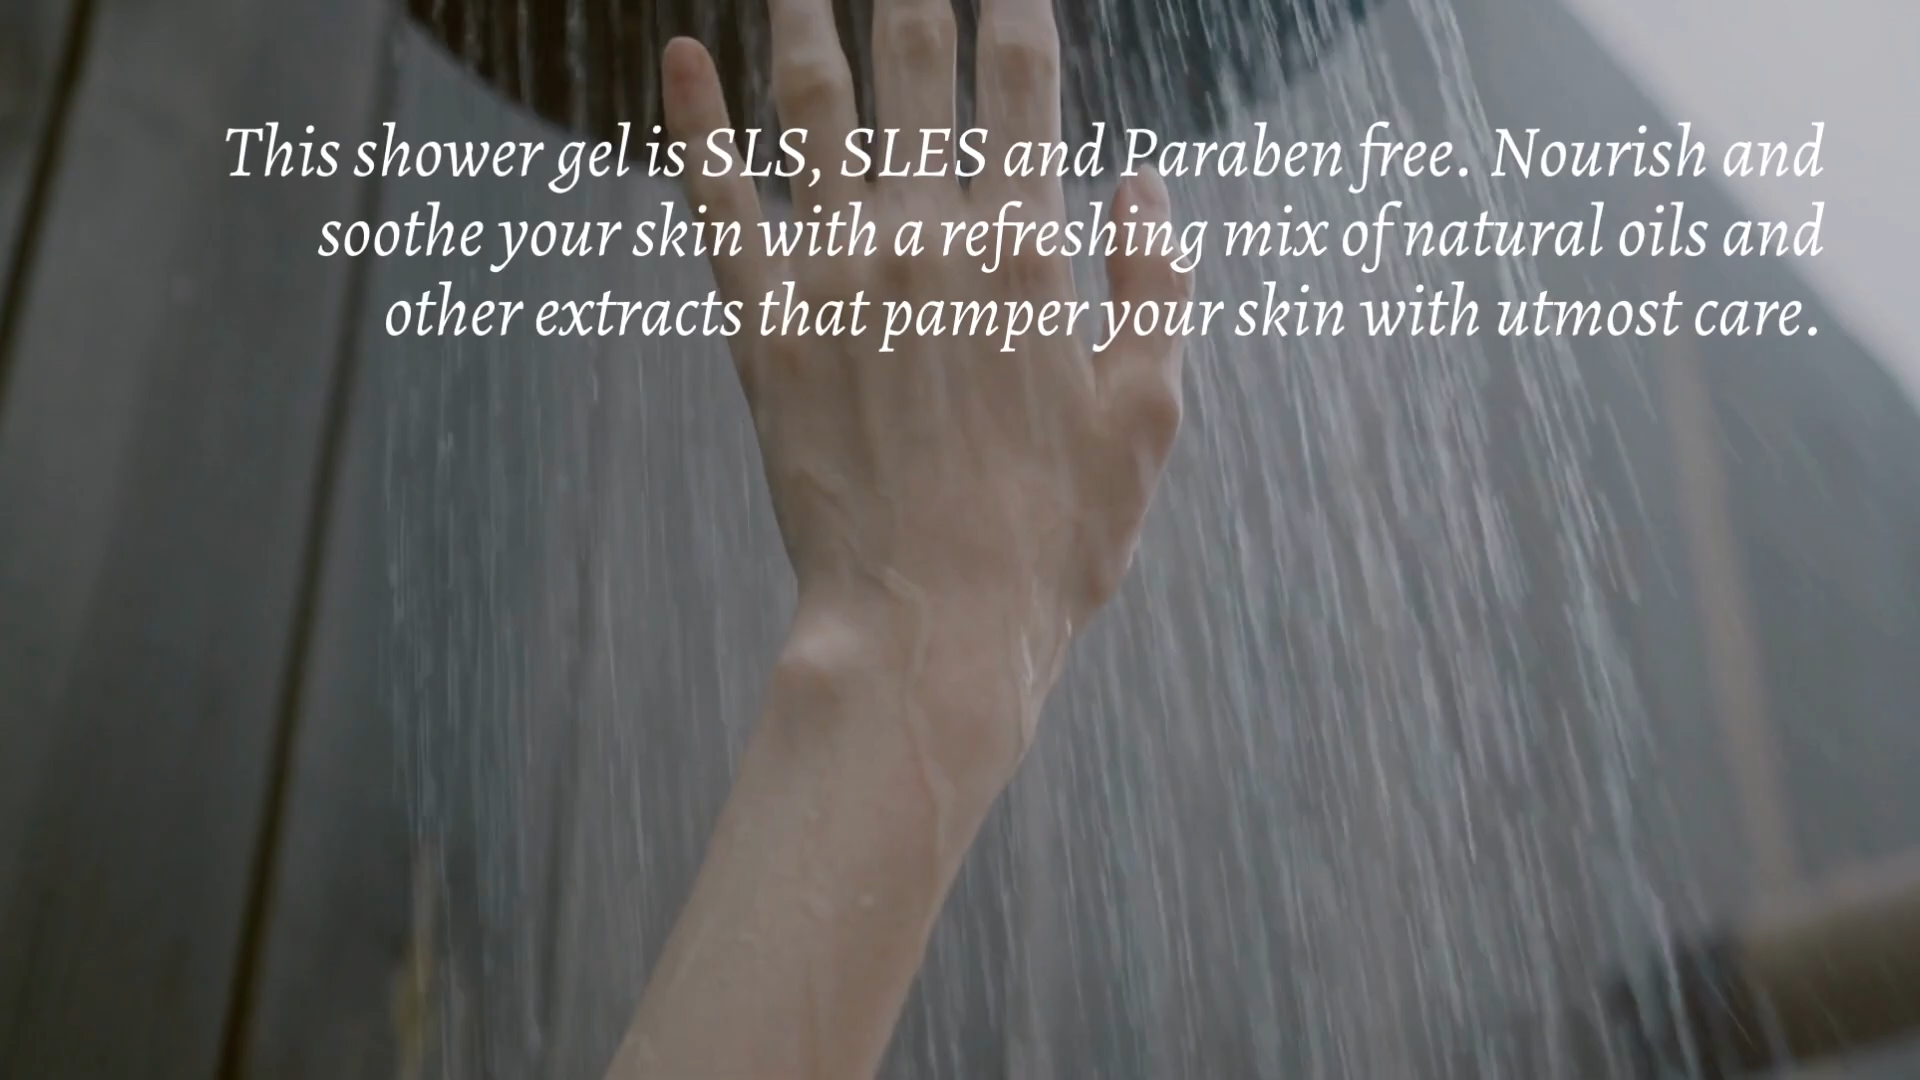 This shower gel is SLS, SLES and Paraben free. Nourish and
soothe your skin with a refreshing mix of natural oils and
other extracts that pamper your skin with utmost care.